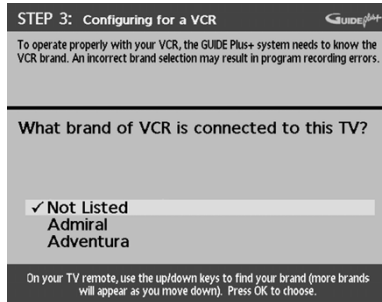 STEP 3: Configuring for a VCR GUIDEplus+
To operate properly with your VCR, the GUIDE Plus+ system needs to know the
VCR brand. An incorrect brand selection may result in program recording errors.
What brand of VCR is connected to this TV?
✓ Not Listed
Admiral
Adventura
On your TV remote, use the up/down keys to find your brand (more brands
will appear as you move down). Press OK to choose.